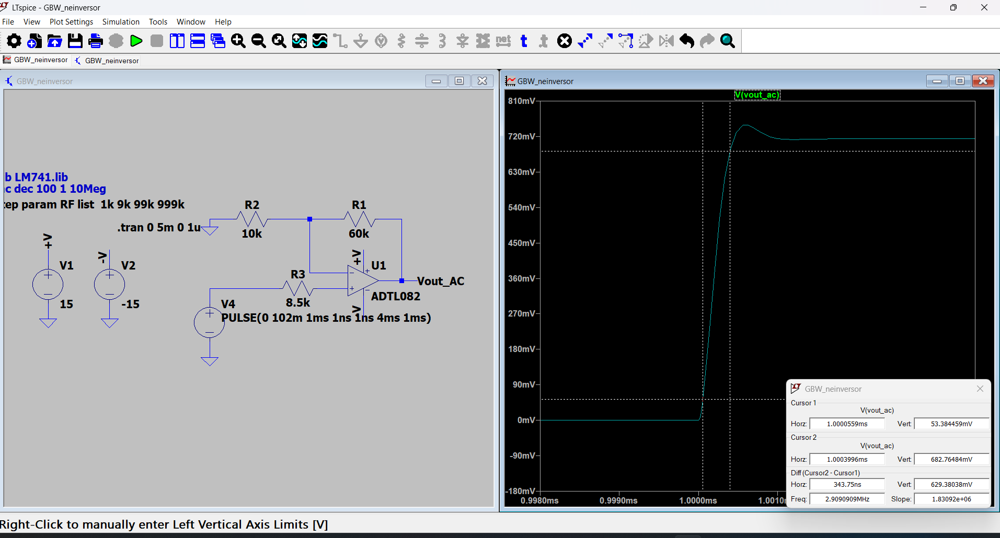 LTspice - GBW_neinversor
File View Plot Settings Simulation Tools Window Help
net t t
GBW_neinversor GBW_neinversor
GBW_neinversor
b LM741.lib
c dec 100 1 10Meg
ep param RF list 1k 9k 99k 999k
.tran 0 5m 0 1u
R2
10k
R1
60k
+V
V1
15
-V
V2
-15
R3
8.5k
+V
U1
ADTL082
Vout_AC
V4
PULSE(0 102m 1ms 1ns 1ns 4ms 1ms)
-V
GBW_neinversor
V(vout_ac)
810mV
720mV
630mV
540mV
450mV
360mV
270mV
180mV
90mV
0mV
-90mV
-180mV
0.9980ms 0.9990ms 1.0000ms 1.0010m
GBW_neinversor
Cursor 1
V(vout_ac)
Horz: 1.0000559ms Vert: 53.384459mV
Cursor 2
V(vout_ac)
Horz: 1.0003996ms Vert: 682.76484mV
Diff (Cursor2 - Cursor1)
Horz: 343.75ns Vert: 629.38038mV
Freq: 2.9090909MHz Slope: 1.83092e+06
Right-Click to manually enter Left Vertical Axis Limits [V]